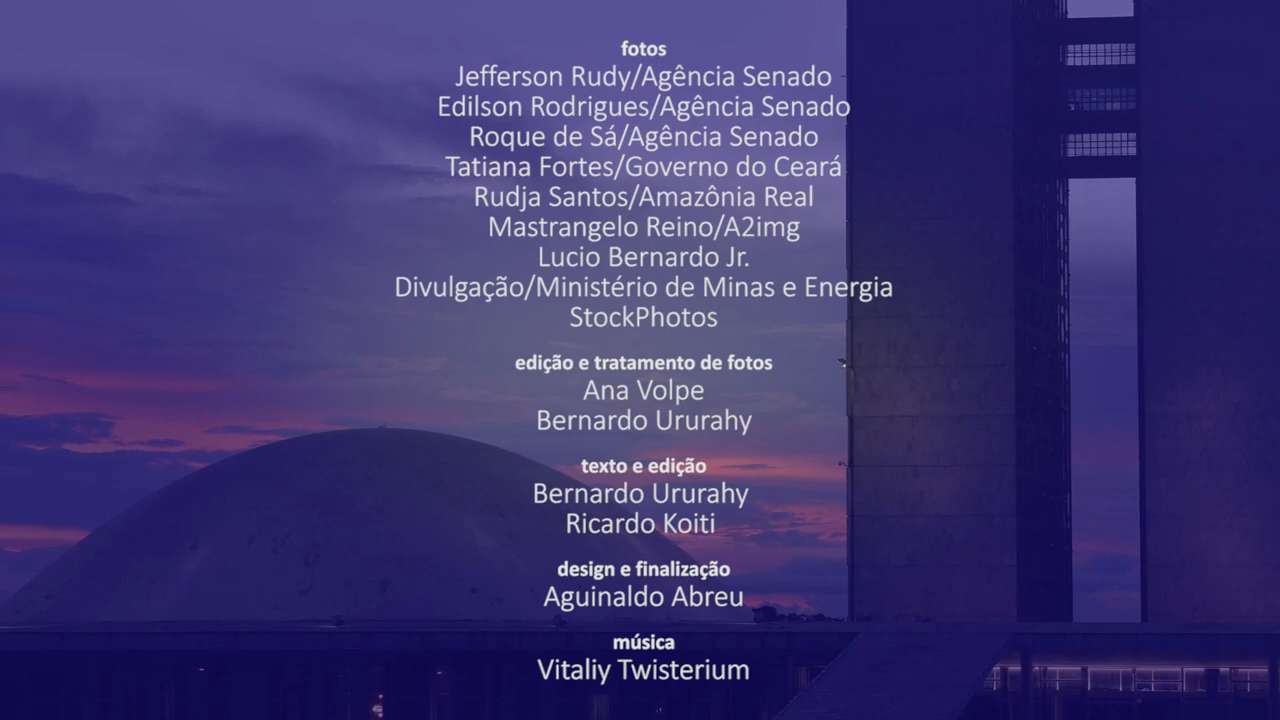 fotos
Jefferson Rudy/Agência Senado
Edilson Rodrigues/Agência Senado
Roque de Sá/Agência Senado
Tatiana Fortes/Governo do Ceará
Rudja Santos/Amazônia Real
Mastrangelo Reino/A2img
Lucio Bernardo Jr.
Divulgação/Ministério de Minas e Energia
StockPhotos
edição e tratamento de fotos
Ana Volpe
Bernardo Ururahy
texto e edição
Bernardo Ururahy
Ricardo Koiti
design e finalização
Aguinaldo Abreu
música
Vitaliy Twisterium